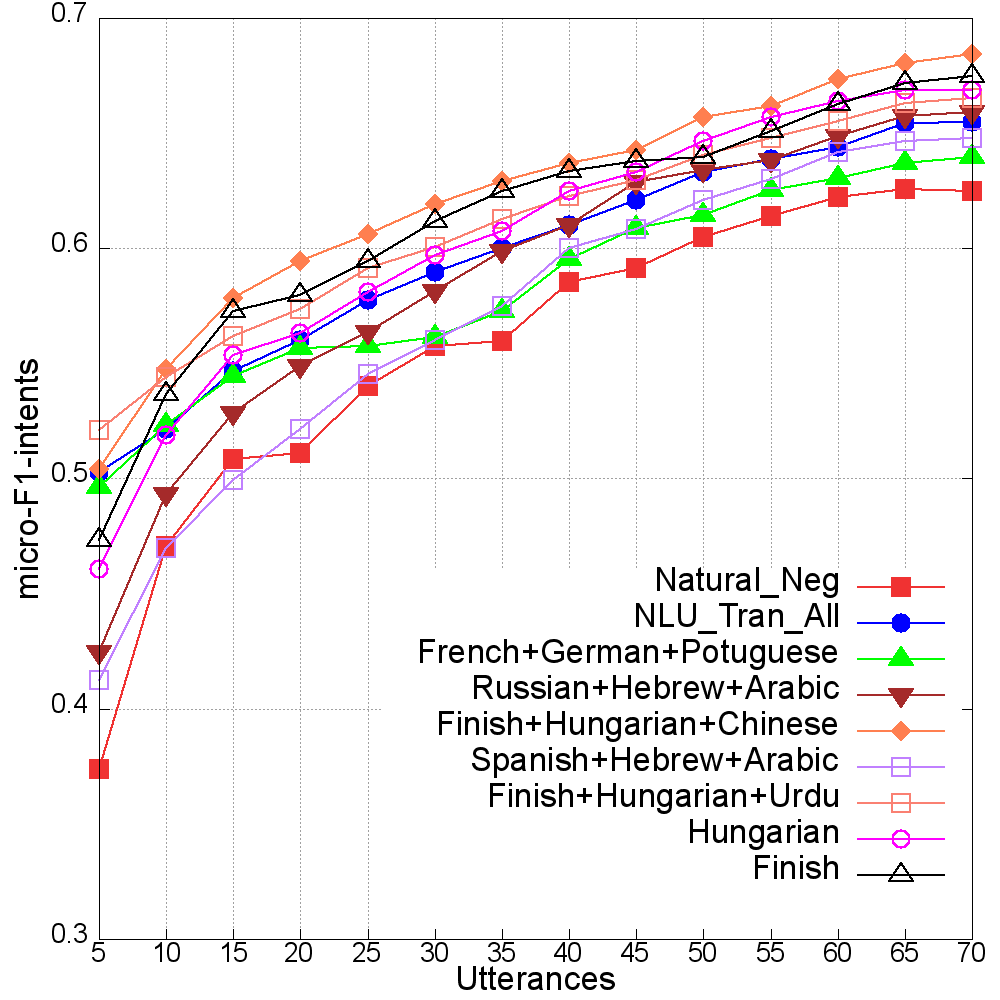 0.7
0.6
0.5
0.4
0.3
micro-F1-intents
Natural_Neg
NLU_Tran_All
French+German+Potuguese
Russian+Hebrew+Arabic
Finish+Hungarian+Chinese
Spanish+Hebrew+Arabic
Finish+Hungarian+Urdu
Hungarian
Finish
5 10 15 20 25 30 35 40 45 50 55 60 65 70
Utterances